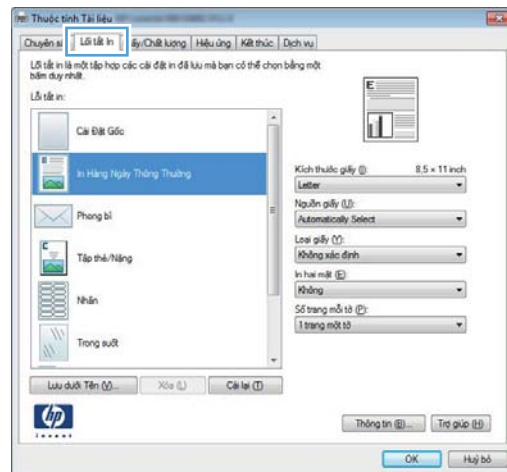 Thuộc tính Tài liệu
Chuyên s
Lối tắt in
ấy/Chất lượng
Hiệu ứng
Kết thúc
Dịch vụ
Lối tắt in là một tập hợp các cài đặt in đã lưu mà bạn có thể chọn bằng một
bấm duy nhất.
Lối tắt in:
Cài Đặt Gốc
In Hàng Ngày Thông Thường
Phong bì
Tập thẻ/Nặng
Nhãn
Trong suốt
E
Kích thước giấy (I):
8,5 × 11 inch
Letter
Nguồn giấy (U):
Automatically Select
Loại giấy (Y):
Không xác định
In hai mặt (E):
Không
Số trang mỗi tờ (P):
1 trang một tờ
Lưu dưới Tên (V)...
Xóa (L)
Cài lại (T)
hp
invent
Thông tin (B)...
Trợ giúp (H)
OK
Huỷ bỏ